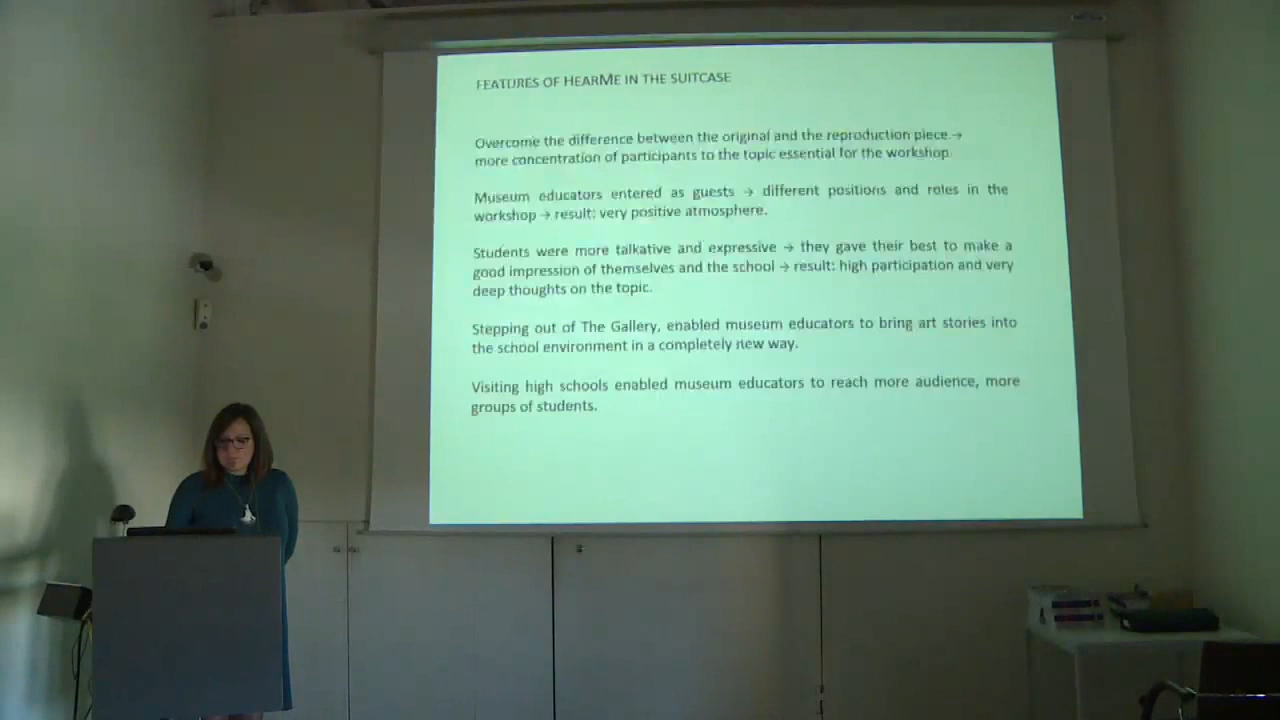 FEATURES OF HEARME IN THE SUITCASE
Overcome the difference between the original and the reproduction piece.→
more concentration of participants to the topic essential for the workshop.
Museum educators entered as guests → different positions and roles in the
workshop → result: very positive atmosphere.
Students were more talkative and expressive → they gave their best to make a
good impression of themselves and the school → result: high participation and very
deep thoughts on the topic.
Stepping out of The Gallery, enabled museum educators to bring art stories into
the school environment in a completely new way.
Visiting high schools enabled museum educators to reach more audience, more
groups of students.